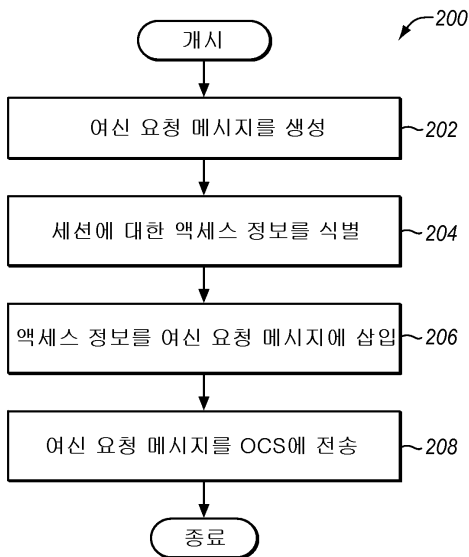 200
개시
여신 요청 메시지를 생성
202
세션에 대한 액세스 정보를 식별
204
액세스 정보를 여신 요청 메시지에 삽입
206
여신 요청 메시지를 OCS에 전송
208
종료